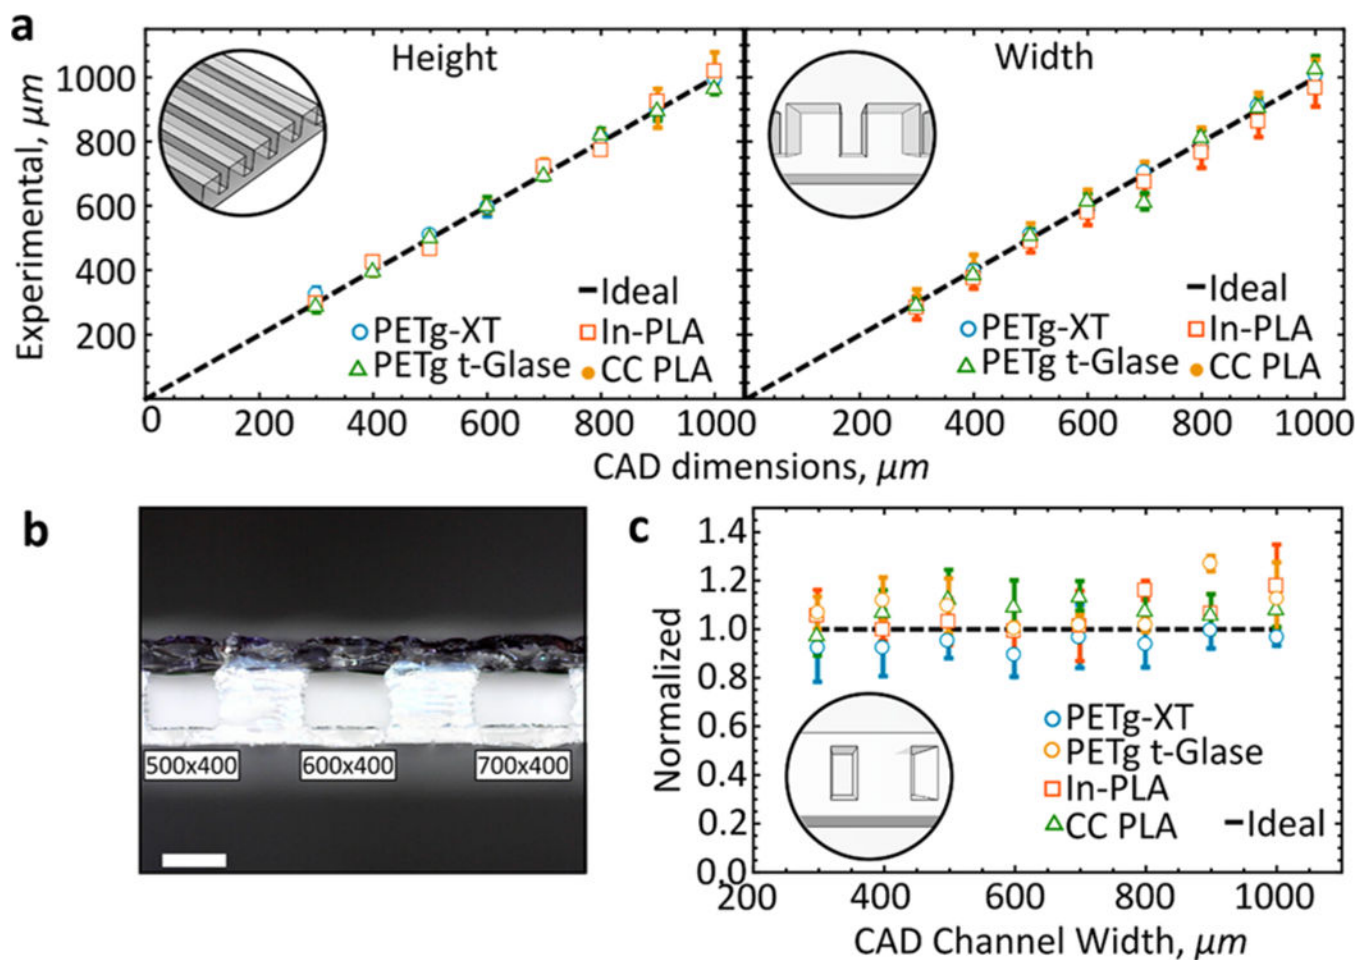 a
Height
Width
Experimental, μm
1000
800
600
400
200
Ideal
PETg-XT
In-PLA
PETg t-Glase
CC PLA
Ideal
PETg-XT
In-PLA
PETg t-Glase
CC PLA
0 200 400 600 800 1000 200 400 600 800 1000
CAD dimensions, μm
b
500x400
600x400
700x400
c
Normalized
1.4
1.2
1.0
0.8
0.6
0.4
0.2
0.0
PETg-XT
PETg t-Glase
In-PLA
CC PLA
Ideal
200 400 600 800 1000
CAD Channel Width, μm